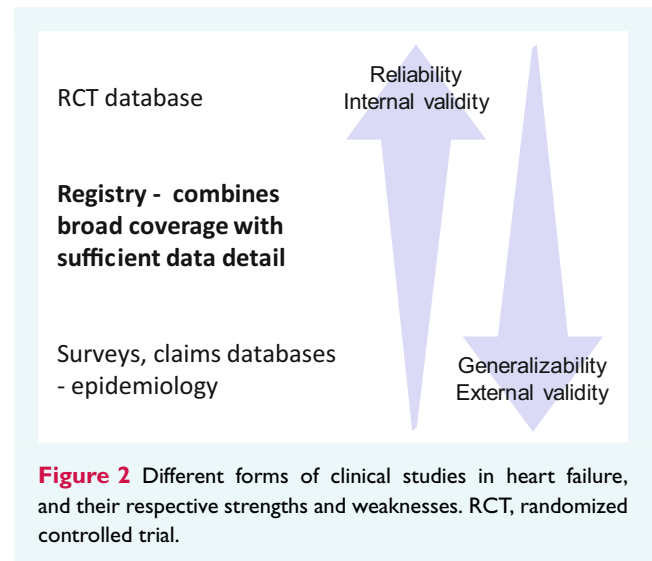 RCT database
Reliability
Internal validity
Registry - combines
broad coverage with
sufficient data detail
Surveys, claims databases
- epidemiology
Generalizability
External validity
Figure 2 Different forms of clinical studies in heart failure,
and their respective strengths and weaknesses. RCT, randomized
controlled trial.